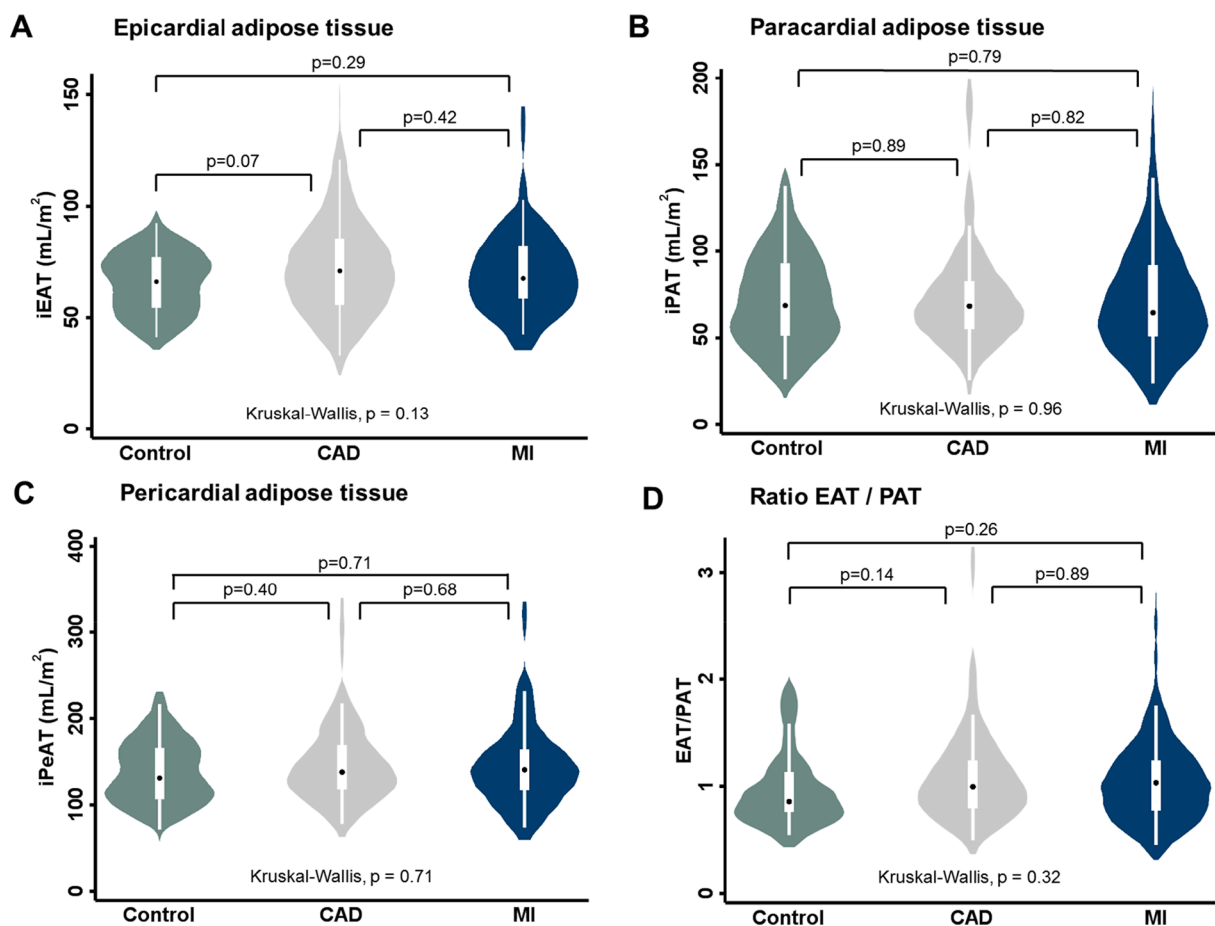 A Epicardial adipose tissue
p=0.29
p=0.42
p=0.07
150
100
50
0
iEAT (mL/m²)
Kruskal-Wallis, p = 0.13
Control CAD MI
B Paracardial adipose tissue
p=0.79
p=0.82
p=0.89
200
150
100
50
0
iPAT (mL/m²)
Kruskal-Wallis, p = 0.96
Control CAD MI
C Pericardial adipose tissue
p=0.71
p=0.40 p=0.68
400
300
200
100
0
iPeAT (mL/m²)
Kruskal-Wallis, p = 0.71
Control CAD MI
D Ratio EAT / PAT
p=0.26
p=0.14 p=0.89
3
2
1
0
EAT/PAT
Kruskal-Wallis, p = 0.32
Control CAD MI